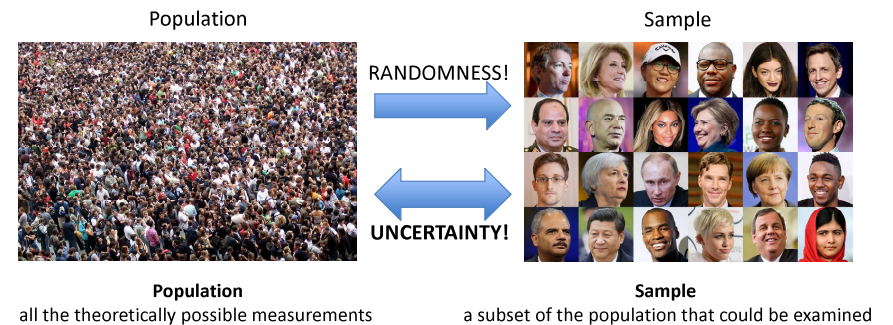 Population
Sample
RANDOMNESS!
UNCERTAINTY!
Population
all the theoretically possible measurements
Sample
a subset of the population that could be examined